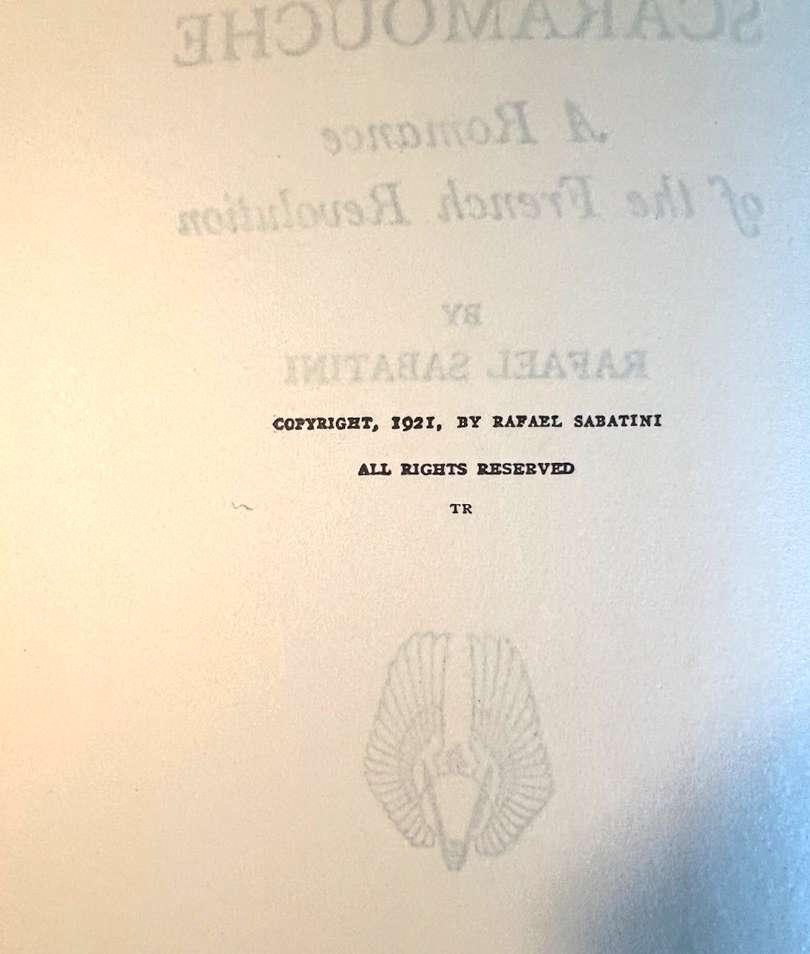 SCARAMOUCHE
A Romance
of the French Revolution
BY
RAFAEL SABATINI
COPYRIGHT, 1921, BY RAFAEL SABATINI
ALL RIGHTS RESERVED
TR